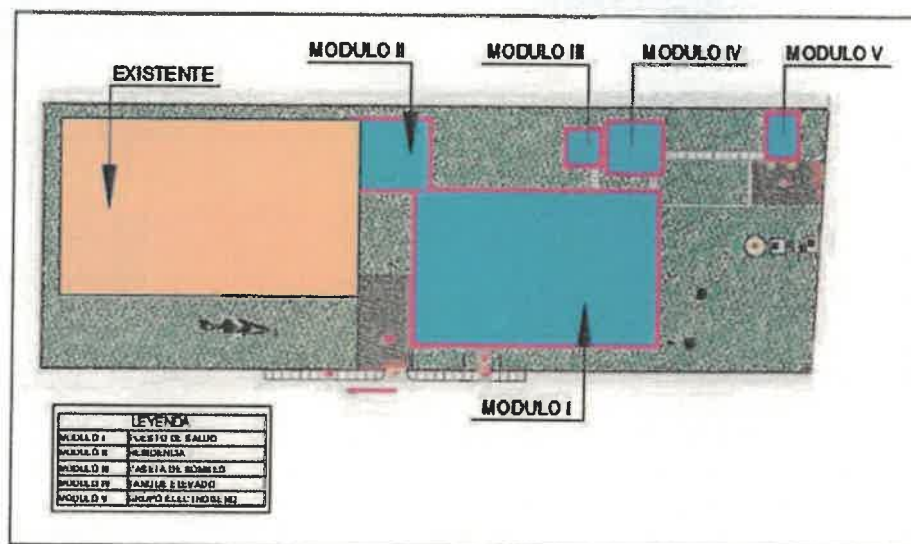 MODULO II
MODULO III
MODULO IV
MODULO V
EXISTENTE
MODULO I
LEYENDA
MODULO I PUESTO DE SALUD
MODULO II RESIDENCIA
MODULO III CASETA DE BOMBEO
MODULO IV TANQUE ELEVADO
MODULO V GRUPO ELECTROGENO